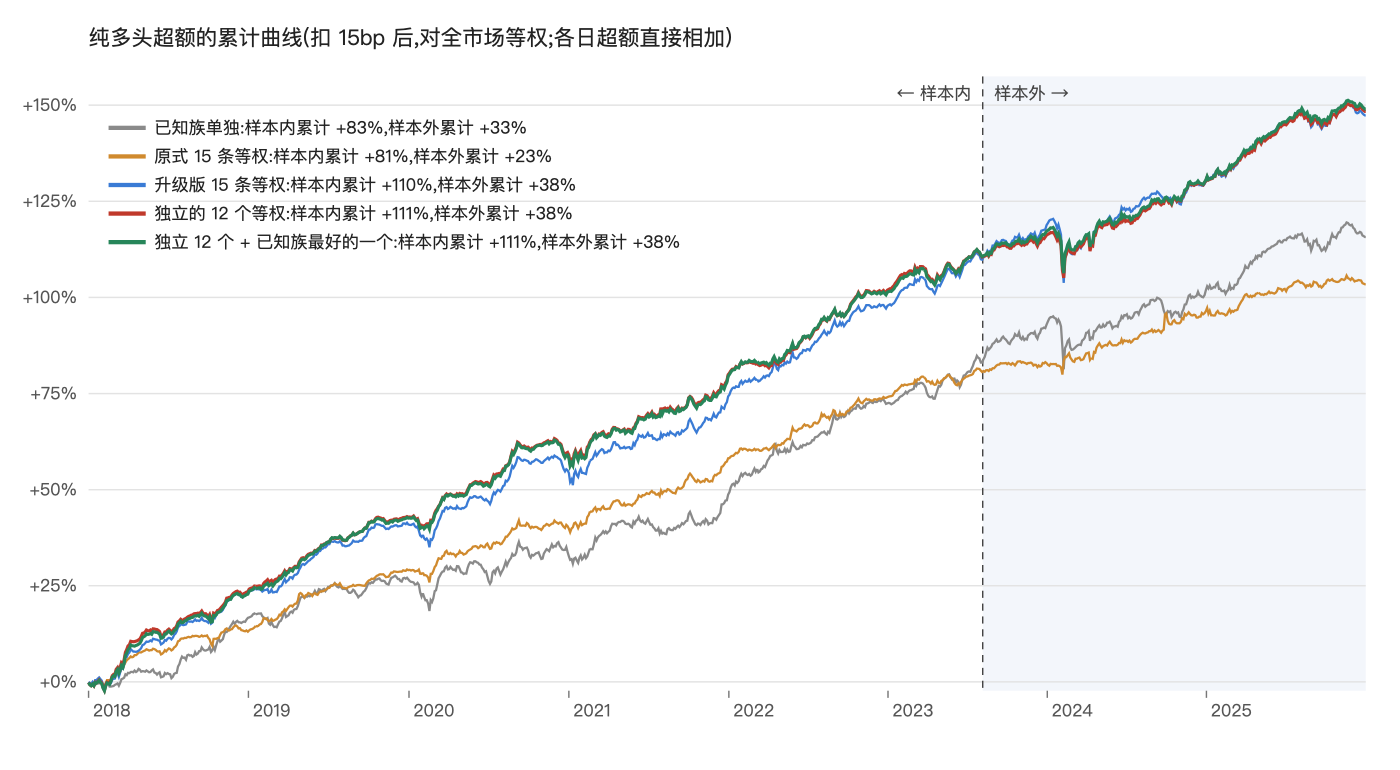 纯多头超额的累计曲线(扣 15bp 后,对全市场等权;各日超额直接相加)
← 样本内
样本外 →
+150%
已知族单独:样本内累计 +83%,样本外累计 +33%
原式 15 条等权:样本内累计 +81%,样本外累计 +23%
升级版 15 条等权:样本内累计 +110%,样本外累计 +38%
独立的 12 个等权:样本内累计 +111%,样本外累计 +38%
独立 12 个 + 已知族最好的一个:样本内累计 +111%,样本外累计 +38%
+125%
+100%
+75%
+50%
+25%
+0%
2018
2019
2020
2021
2022
2023
2024
2025